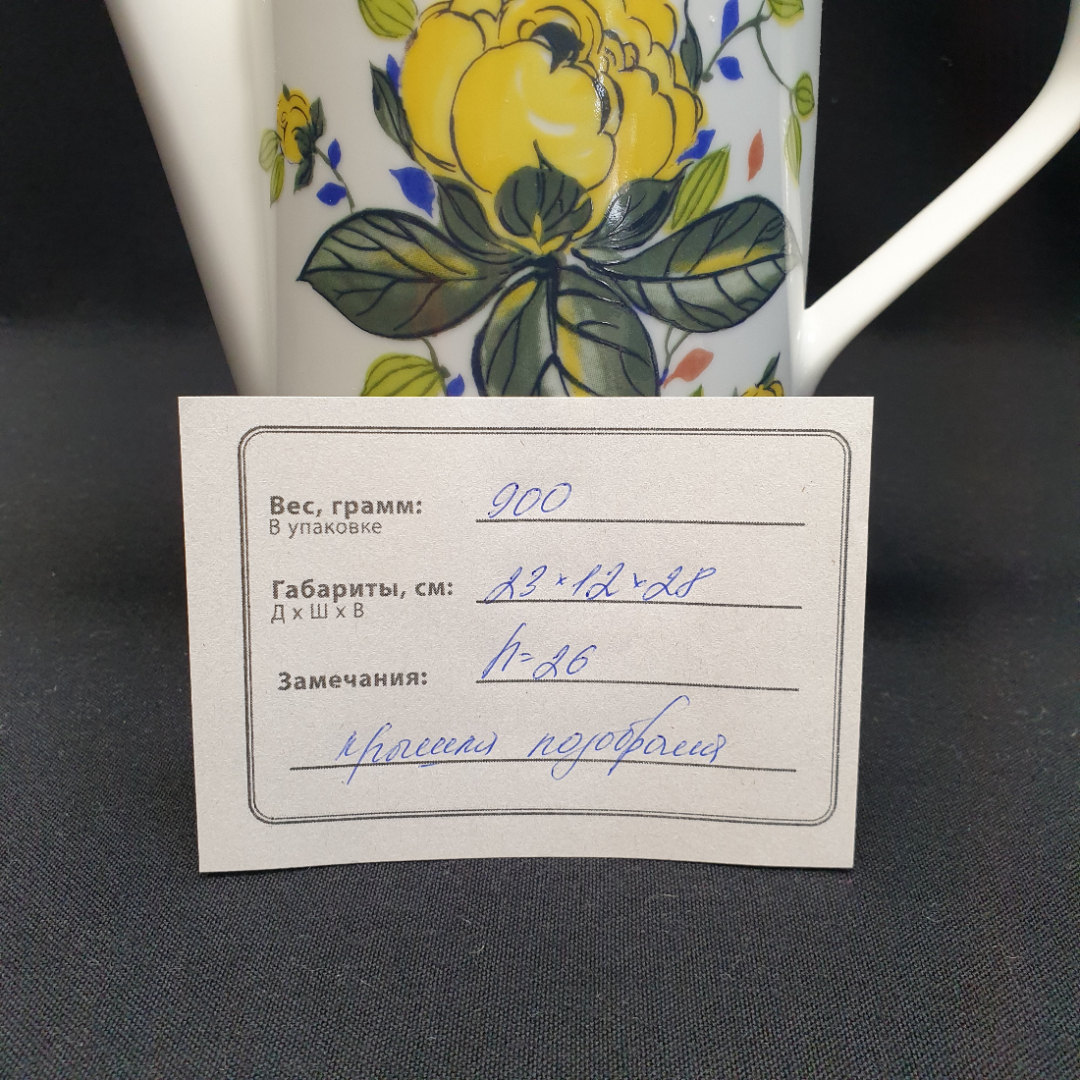 Вес, грамм: 900
В упаковке
Габариты, см: 23×12×28
Д х Ш х В
Замечания: h=26
крышка подобрана